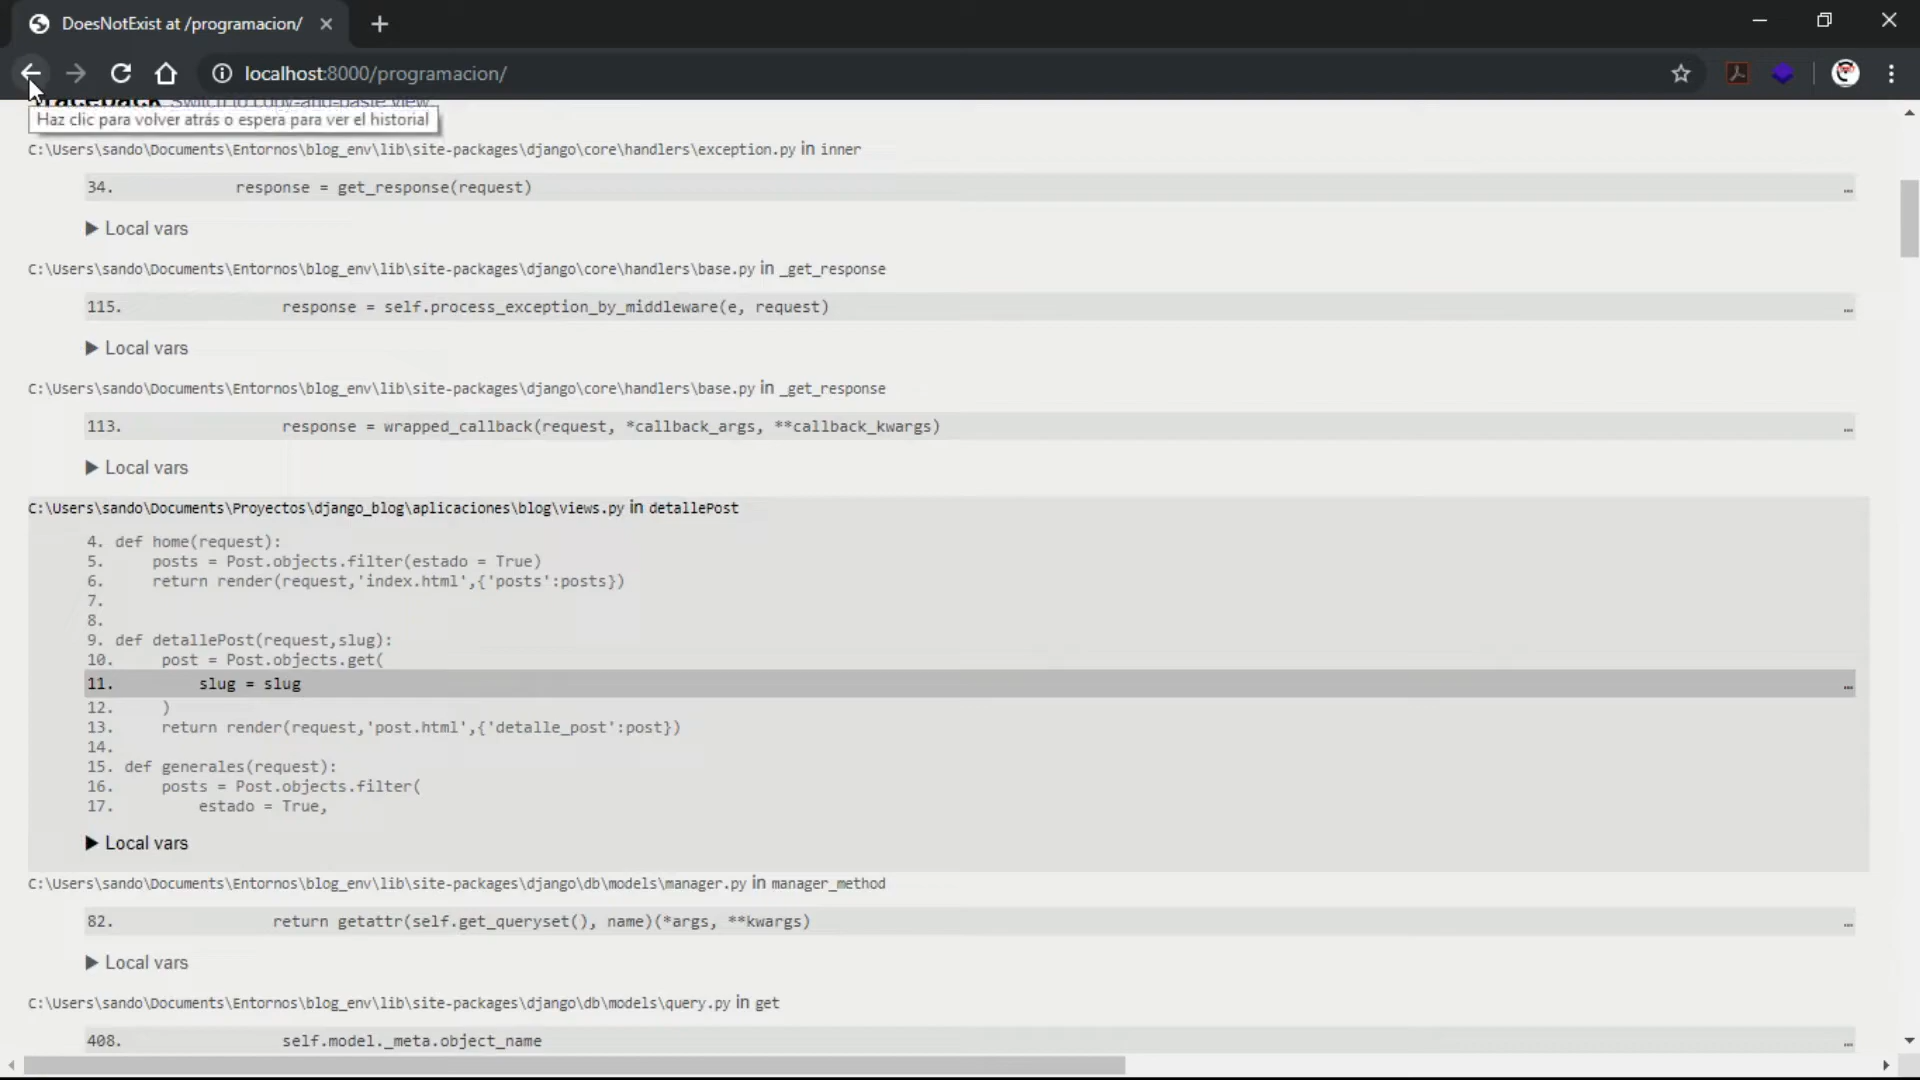 DoesNotExist at /programacion/
localhost:8000/programacion/
Traceback Switch to copy-and-paste view
Haz clic para volver atrás o espera para ver el historial
C:\Users\sando\Documents\Entornos\blog_env\lib\site-packages\django\core\handlers\exception.py in inner
34. response = get_response(request) …
▶ Local vars
C:\Users\sando\Documents\Entornos\blog_env\lib\site-packages\django\core\handlers\base.py in _get_response
115. response = self.process_exception_by_middleware(e, request) …
▶ Local vars
C:\Users\sando\Documents\Entornos\blog_env\lib\site-packages\django\core\handlers\base.py in _get_response
113. response = wrapped_callback(request, *callback_args, **callback_kwargs) …
▶ Local vars
C:\Users\sando\Documents\Proyectos\django_blog\aplicaciones\blog\views.py in detallePost
4. def home(request):
5. posts = Post.objects.filter(estado = True)
6. return render(request,'index.html',{'posts':posts})
7.
8.
9. def detallePost(request,slug):
10. post = Post.objects.get(
11. slug = slug …
12. )
13. return render(request,'post.html',{'detalle_post':post})
14.
15. def generales(request):
16. posts = Post.objects.filter(
17. estado = True,
▶ Local vars
C:\Users\sando\Documents\Entornos\blog_env\lib\site-packages\django\db\models\manager.py in manager_method
82. return getattr(self.get_queryset(), name)(*args, **kwargs) …
▶ Local vars
C:\Users\sando\Documents\Entornos\blog_env\lib\site-packages\django\db\models\query.py in get
408. self.model._meta.object_name …